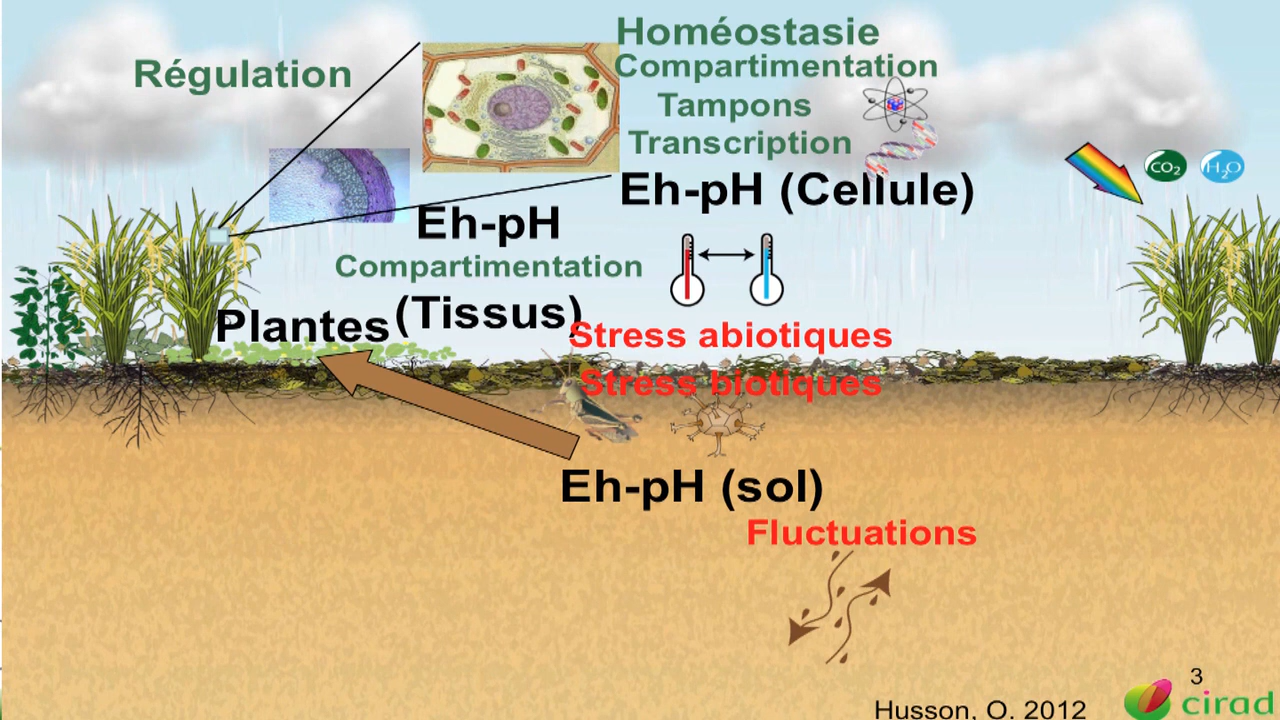 Homéostasie
Régulation
Compartimentation
Tampons
Transcription
CO₂
H₂O
Eh-pH (Cellule)
Eh-pH
Compartimentation
(Tissus)
Plantes
Stress abiotiques
Stress biotiques
Eh-pH (sol)
Fluctuations
3
Husson, O. 2012
cirad